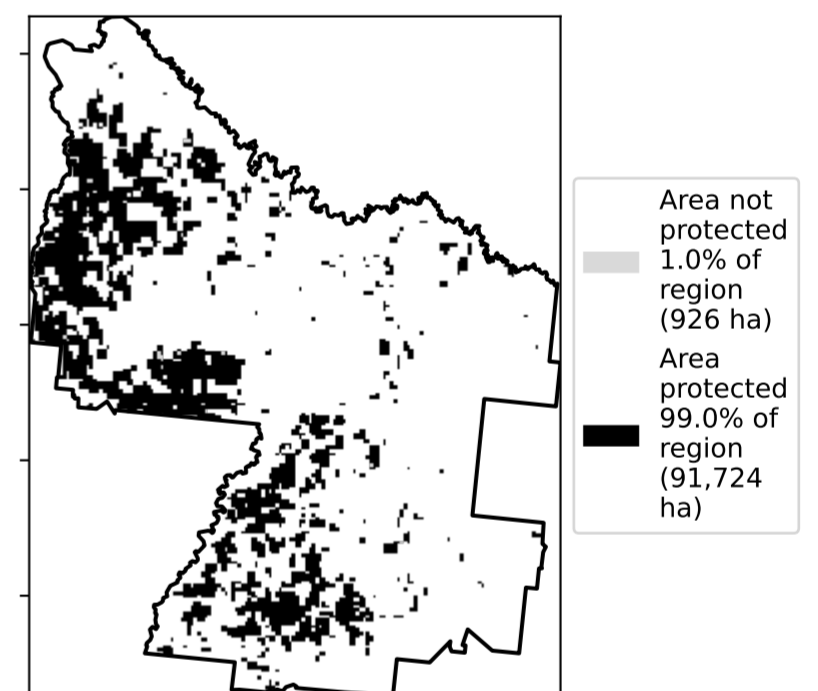 Area not
protected
1.0% of
region
(926 ha)
Area
protected
99.0% of
region
(91,724
ha)